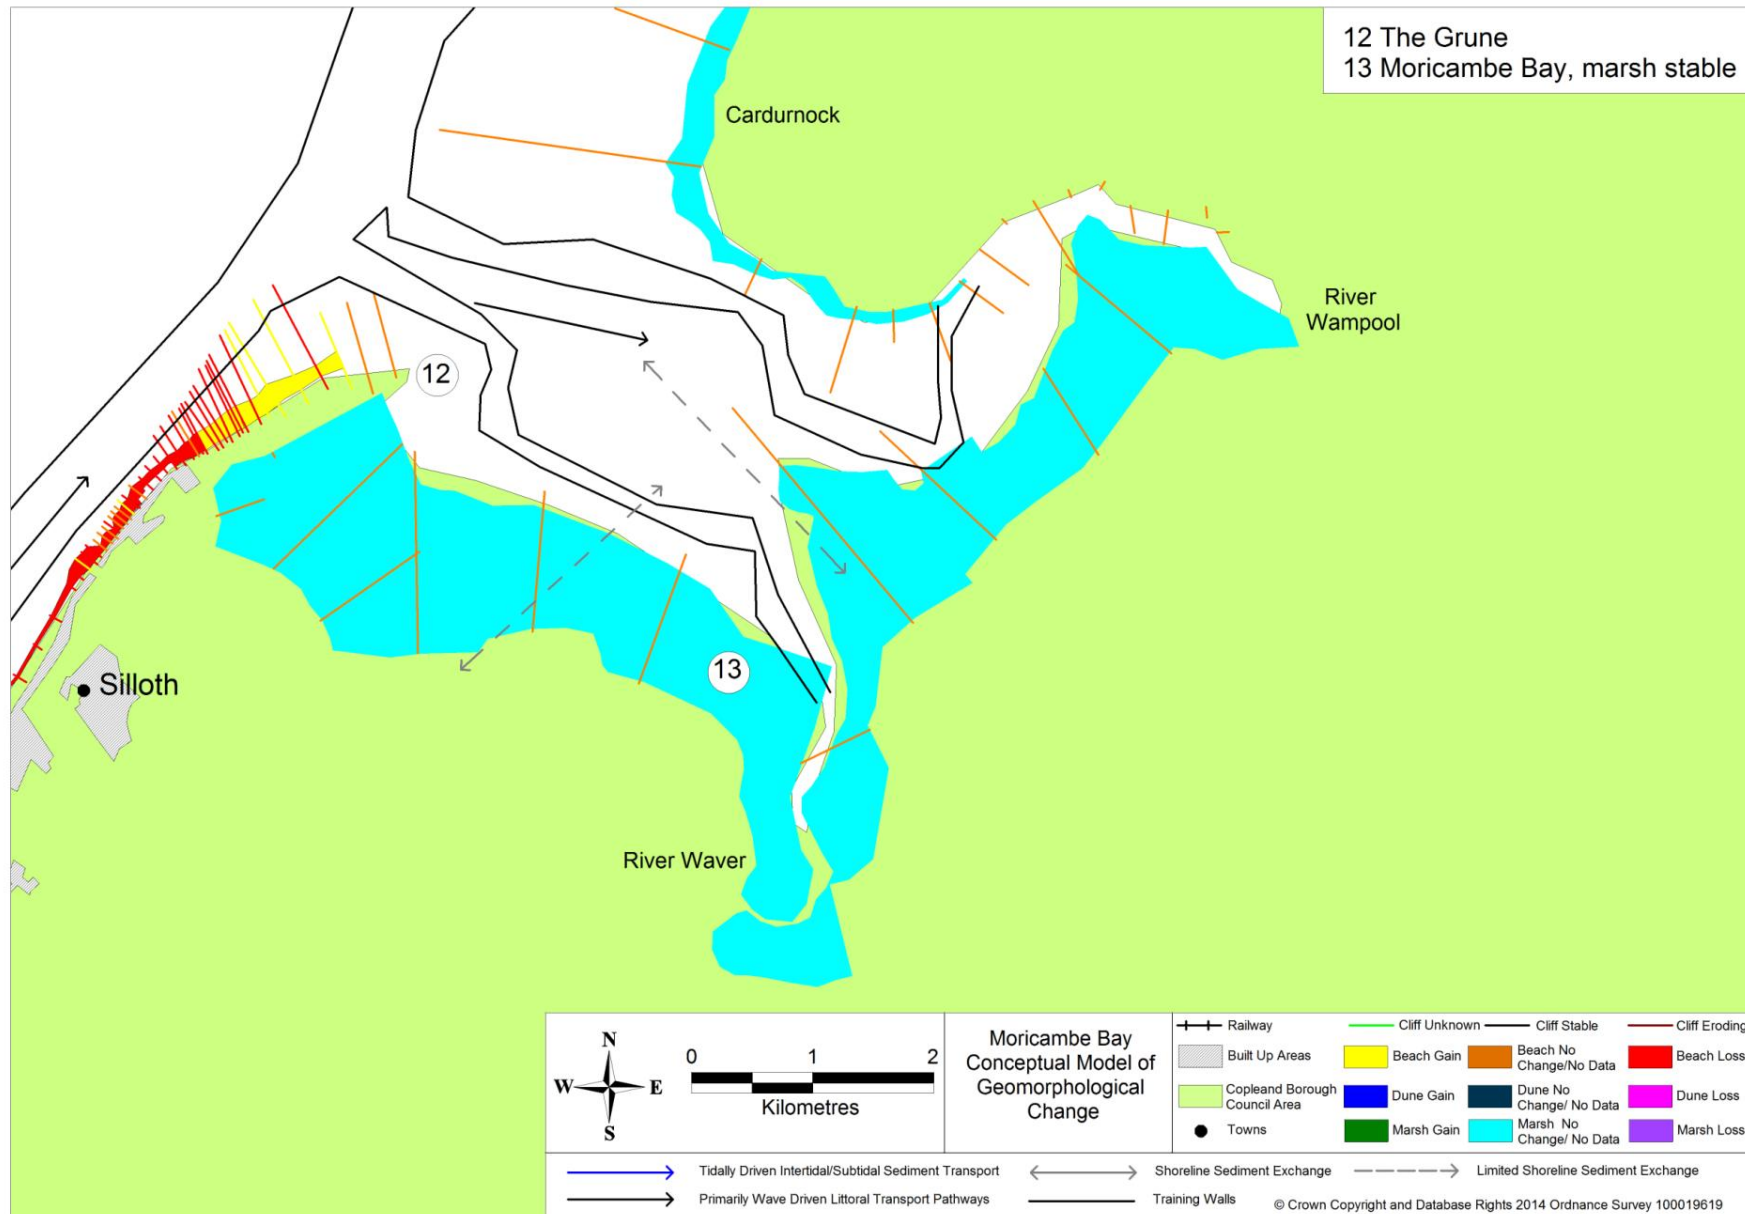 12 The Grune
13 Moricambe Bay, marsh stable
Cardurnock
River
Wampool
12
13
Silloth
River Waver
N
W E
S
0 1 2
Kilometres
Moricambe Bay
Conceptual Model of
Geomorphological
Change
Railway
Cliff Unknown
Cliff Stable
Cliff Eroding
Built Up Areas
Beach Gain
Beach No
Change/No Data
Beach Loss
Copleand Borough
Council Area
Dune Gain
Dune No
Change/ No Data
Dune Loss
Towns
Marsh Gain
Marsh No
Change/ No Data
Marsh Loss
Tidally Driven Intertidal/Subtidal Sediment Transport
Shoreline Sediment Exchange
Limited Shoreline Sediment Exchange
Primarily Wave Driven Littoral Transport Pathways
Training Walls
© Crown Copyright and Database Rights 2014 Ordnance Survey 100019619